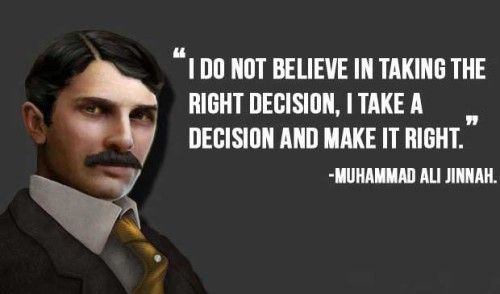 “I DO NOT BELIEVE IN TAKING THE
RIGHT DECISION, I TAKE A
DECISION AND MAKE IT RIGHT.”
-MUHAMMAD ALI JINNAH.